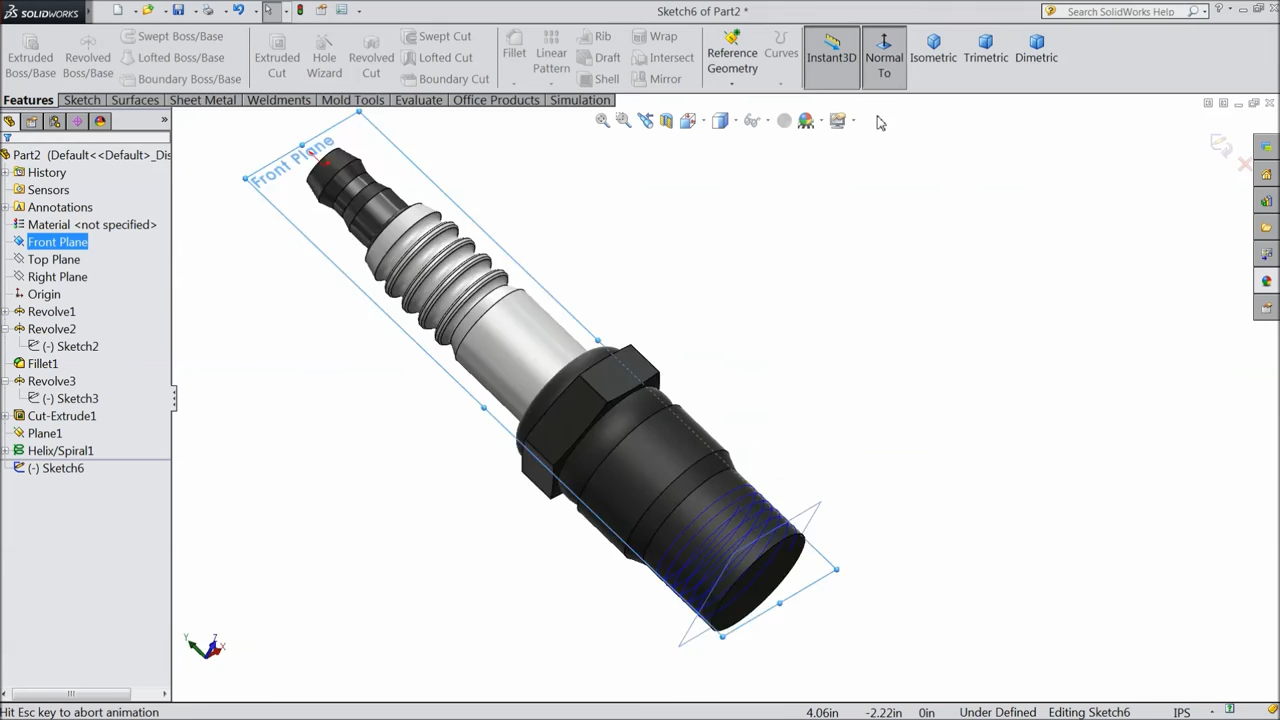 SOLIDWORKS
Sketch6 of Part2 *
Search SolidWorks Help
Extruded Boss/Base
Revolved Boss/Base
Swept Boss/Base
Lofted Boss/Base
Boundary Boss/Base
Extruded Cut
Hole Wizard
Revolved Cut
Swept Cut
Lofted Cut
Boundary Cut
Fillet
Linear Pattern
Rib
Draft
Shell
Wrap
Intersect
Mirror
Reference Geometry
Curves
Instant3D
Normal To
Isometric
Trimetric
Dimetric
Features
Sketch
Surfaces
Sheet Metal
Weldments
Mold Tools
Evaluate
Office Products
Simulation
Part2 (Default<<Default>_Dis
History
Sensors
Annotations
Material <not specified>
Front Plane
Top Plane
Right Plane
Origin
Revolve1
Revolve2
(-) Sketch2
Fillet1
Revolve3
(-) Sketch3
Cut-Extrude1
Plane1
Helix/Spiral1
(-) Sketch6
Front Plane
Y
Z
X
Hit Esc key to abort animation
4.06in
-2.22in
0in
Under Defined
Editing Sketch6
IPS